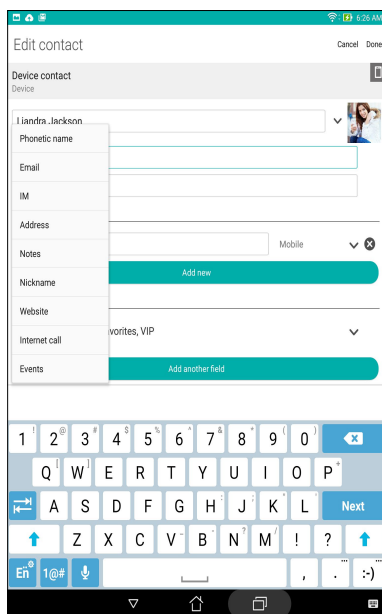 6:26 AM
Edit contact
Cancel Done
Device contact
Device
Liandra Jackson
Phonetic name
Email
IM
Address
Notes
Mobile
Add new
Nickname
Website
vorites, VIP
Internet call
Events
Add another field
1 ! 2 @ 3 # 4 $ 5 % 6 ^ 7 & 8 * 9 ( 0 )
Q [ W ] E R T Y U I O P +
A S D F G H : J ; K " L ' Next
Z X C V - B - N ? M / ! ?
En 1@# , . ... :-) ...